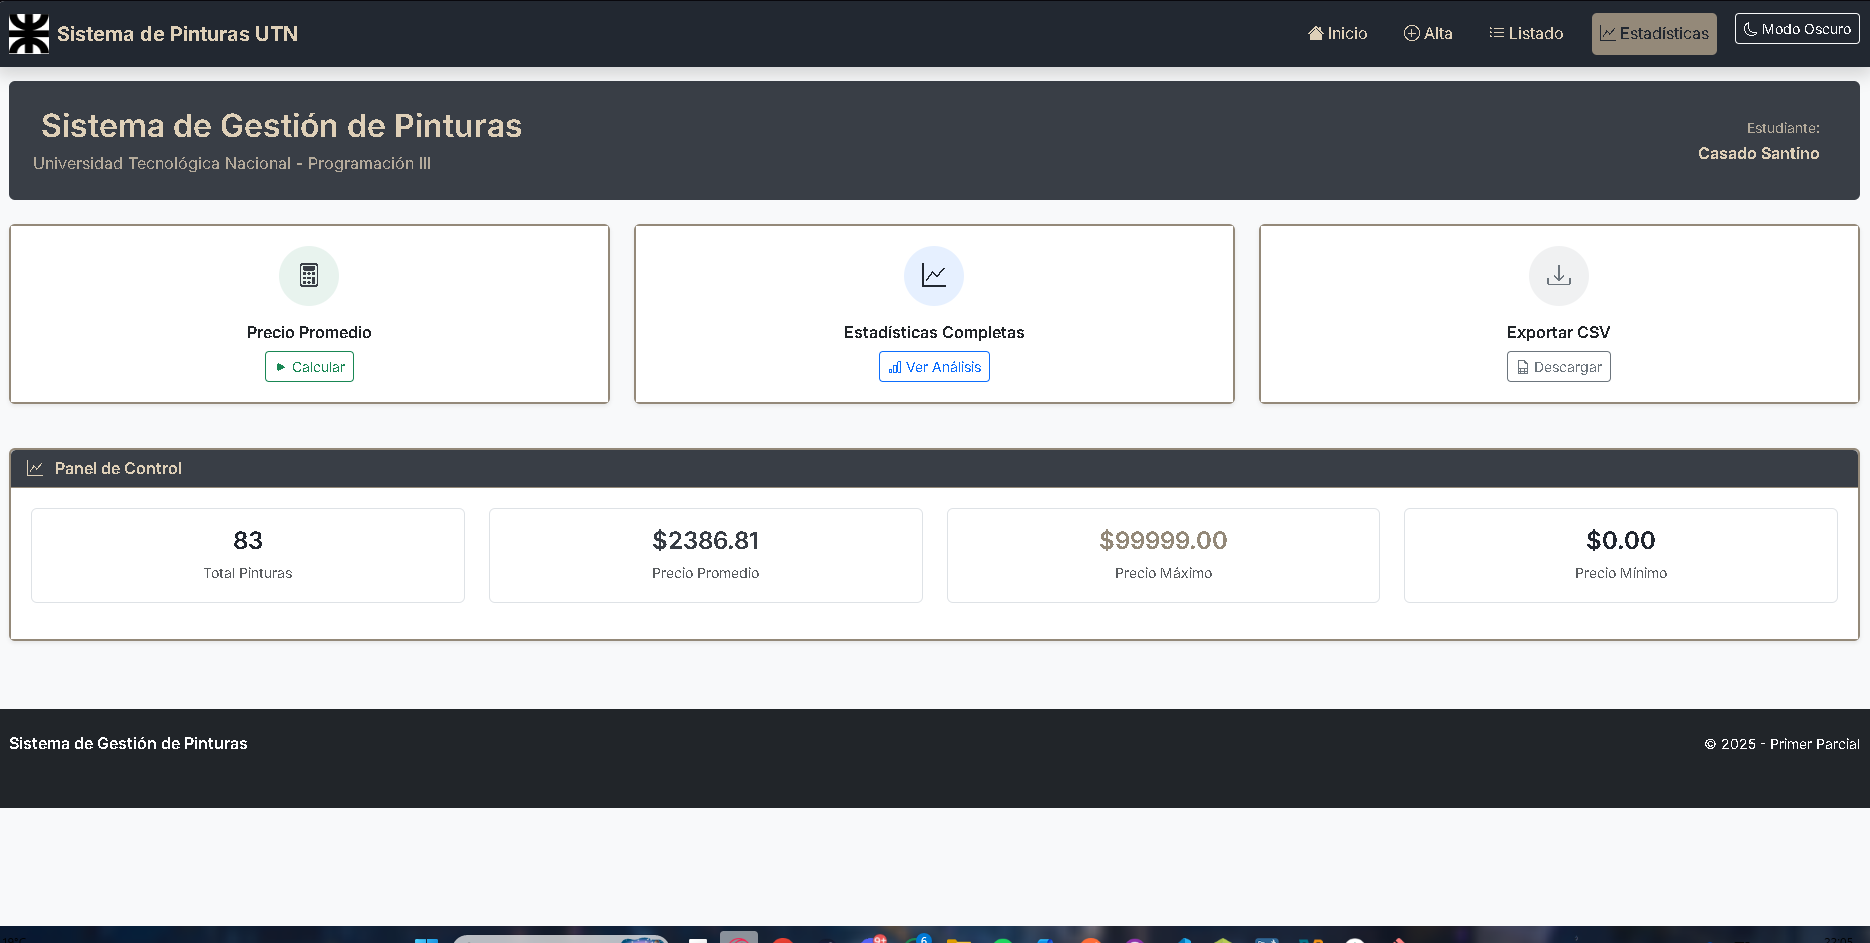 Sistema de Pinturas UTN
Inicio
Alta
Listado
Estadísticas
Modo Oscuro
Sistema de Gestión de Pinturas
Universidad Tecnológica Nacional - Programación III
Estudiante:
Casado Santino
Precio Promedio
Calcular
Estadísticas Completas
Ver Análisis
Exportar CSV
Descargar
Panel de Control
83
Total Pinturas
$2386.81
Precio Promedio
$99999.00
Precio Máximo
$0.00
Precio Mínimo
Sistema de Gestión de Pinturas
© 2025 - Primer Parcial
9+
6